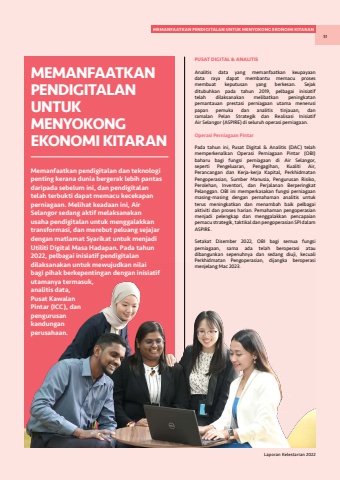 MEMANFAATKAN PENDIGITALAN UNTUK MENYOKONG EKONOMI KITARAN
51
MEMANFAATKAN
PENDIGITALAN
UNTUK
MENYOKONG
EKONOMI KITARAN
Memanfaatkan pendigitalan dan teknologi
penting kerana dunia bergerak lebih pantas
daripada sebelum ini, dan pendigitalan
telah terbukti dapat memacu kecekapan
perniagaan. Melihat keadaan ini, Air
Selangor sedang aktif melaksanakan
usaha pendigitalan untuk menggalakkan
transformasi, dan merebut peluang sejajar
dengan matlamat Syarikat untuk menjadi
Utiliti Digital Masa Hadapan. Pada tahun
2022, pelbagai inisiatif pendigitalan
dilaksanakan untuk mewujudkan nilai
bagi pihak berkepentingan dengan inisiatif
utamanya termasuk,
analitis data,
Pusat Kawalan
Pintar (ICC), dan
pengurusan
kandungan
perusahaan.
PUSAT DIGITAL & ANALITIS
Analitis data yang memanfaatkan keupayaan
data raya dapat membantu memacu proses
membuat keputusan yang berkesan. Sejak
ditubuhkan pada tahun 2019, pelbagai inisiatif
telah dilaksanakan melibatkan peningkatan
pemantauan prestasi perniagaan utama menerusi
papan pemuka dan analitis tinjauan, dan
ramalan Pelan Strategik dan Realisasi Inisiatif
Air Selangor (ASPIRE) di seluruh operasi perniagaan.
Operasi Perniagaan Pintar
Pada tahun ini, Pusat Digital & Analitis (DAC) telah
memperkenalkan Operasi Perniagaan Pintar (OBI)
baharu bagi fungsi perniagaan di Air Selangor,
seperti Pengeluaran, Pengagihan, Kualiti Air,
Perancangan dan Kerja-kerja Kapital, Perkhidmatan
Pengoperasian, Sumber Manusia, Pengurusan Risiko,
Perolehan, Inventori, dan Perjalanan Berperingkat
Pelanggan. OBI ini memperkasakan fungsi perniagaan
masing-masing dengan pemahaman analitis untuk
terus meningkatkan dan menambah baik pelbagai
aktiviti dan proses harian. Pemahaman pengoperasian
menjadi pelengkap dan menggalakkan pencapaian
pemacu strategik, taktikal dan pengoperasian SPI dalam
ASPIRE.
Setakat Disember 2022, OBI bagi semua fungsi
perniagaan, sama ada telah beroperasi atau
dibangunkan sepenuhnya dan sedang diuji, kecuali
Perkhidmatan Pengoperasian, dijangka beroperasi
menjelang Mac 2023.
Laporan Kelestarian 2022